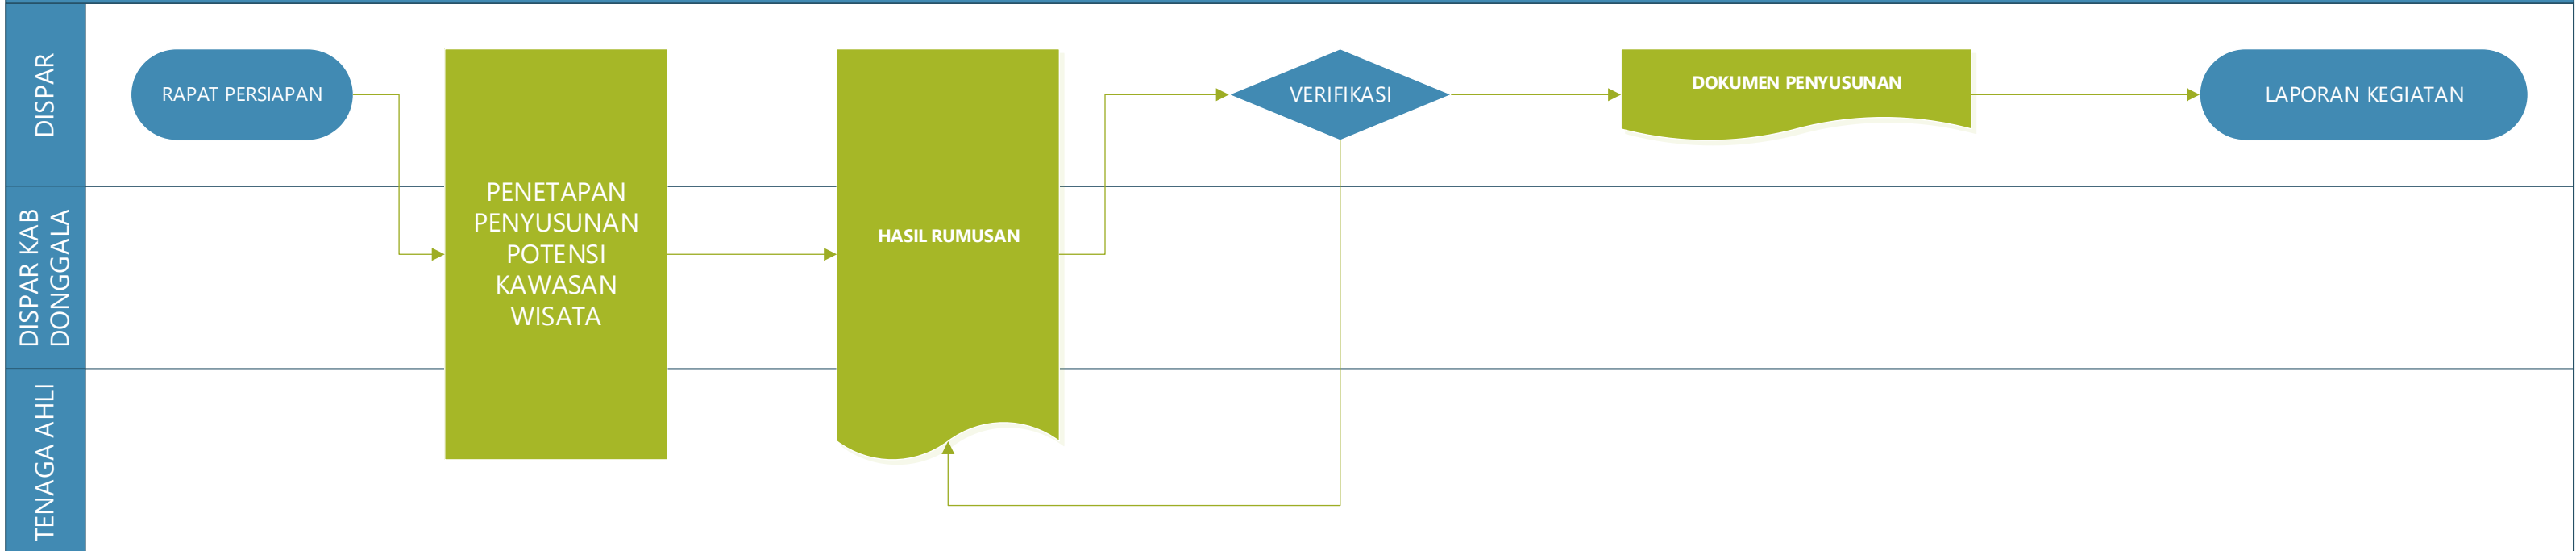 DISPAR
RAPAT PERSIAPAN
VERIFIKASI
DOKUMEN PENYUSUNAN
LAPORAN KEGIATAN
DISPAR KAB
DONGGALA
PENETAPAN
PENYUSUNAN
POTENSI
KAWASAN
WISATA
HASIL RUMUSAN
TENAGA AHLI